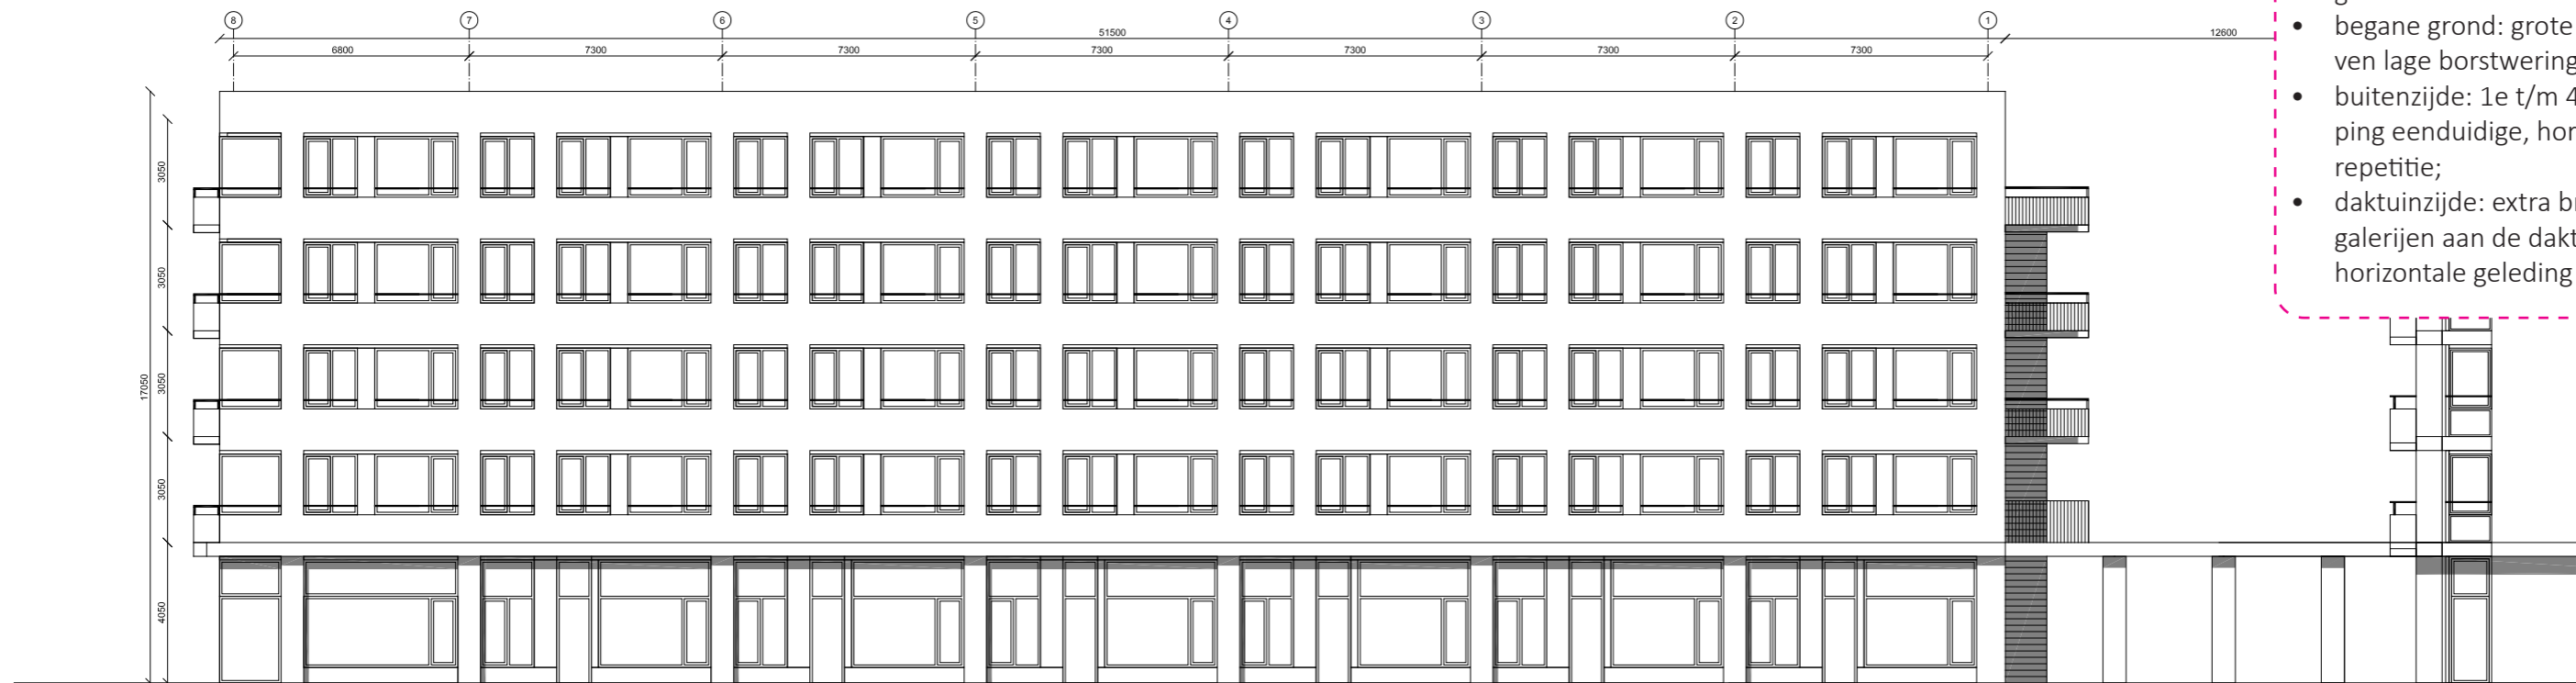 8 7 6 5 4 3 2 1
51500 12600
6800 7300 7300 7300 7300 7300 7300
3050
3050
3050
3050
4050
17050
• begane grond: grote
ven lage borstwering
• buitenzijde: 1e t/m 4
ping eenduidige, hor
repetitie;
• daktuinzijde: extra br
galerijen aan de dakt
horizontale geleding